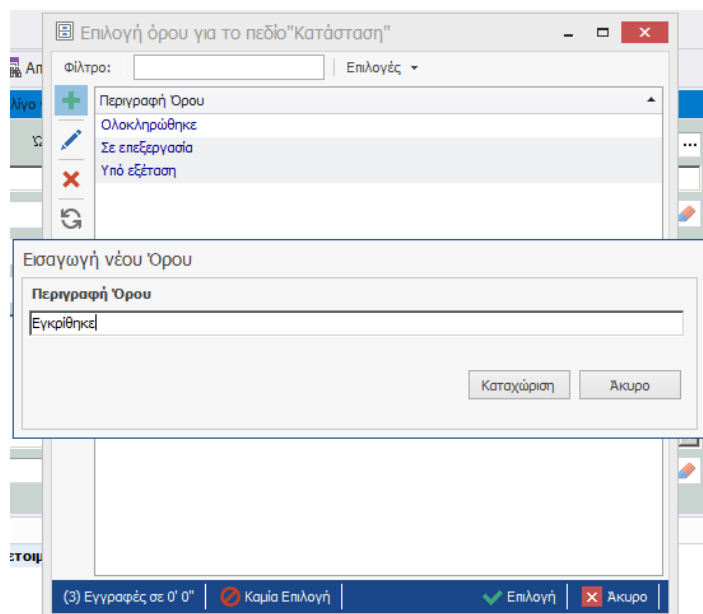 Επιλογή όρου για το πεδίο"Κατάσταση"
Φίλτρο:
Επιλογές
Περιγραφή Όρου
Ολοκληρώθηκε
Σε επεξεργασία
Υπό εξέταση
Εισαγωγή νέου Όρου
Περιγραφή Όρου
Εγκρίθηκε
Καταχώριση
Άκυρο
(3) Εγγραφές σε 0' 0"
Καμία Επιλογή
Επιλογή
Άκυρο